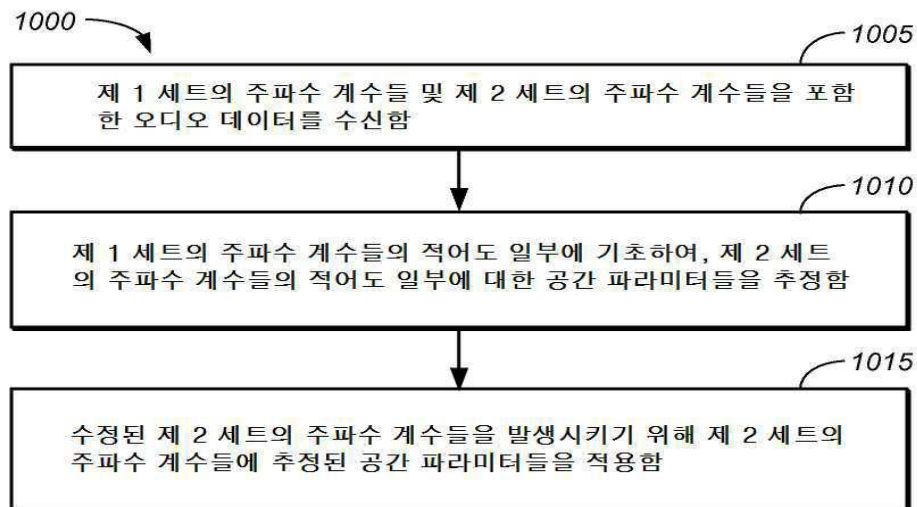 1000
1005
제 1 세트의 주파수 계수들 및 제 2 세트의 주파수 계수들을 포함
한 오디오 데이터를 수신함
1010
제 1 세트의 주파수 계수들의 적어도 일부에 기초하여, 제 2 세트
의 주파수 계수들의 적어도 일부에 대한 공간 파라미터들을 추정함
1015
수정된 제 2 세트의 주파수 계수들을 발생시키기 위해 제 2 세트의
주파수 계수들에 추정된 공간 파라미터들을 적용함